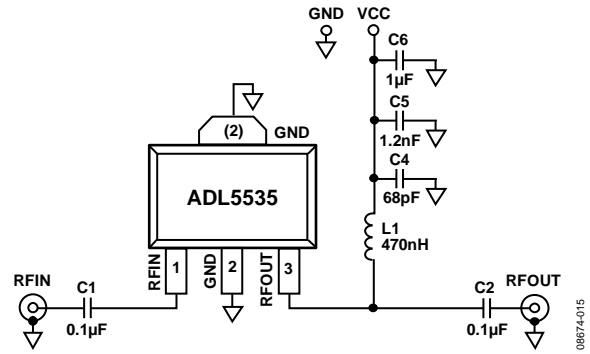 GND VCC
C6
1µF
C5
1.2nF
C4
68pF
L1
470nH
(2) GND
ADL5535
RFIN 1 GND 2 RFOUT 3
RFIN
C1
0.1µF
C2
0.1µF
RFOUT
08674-015